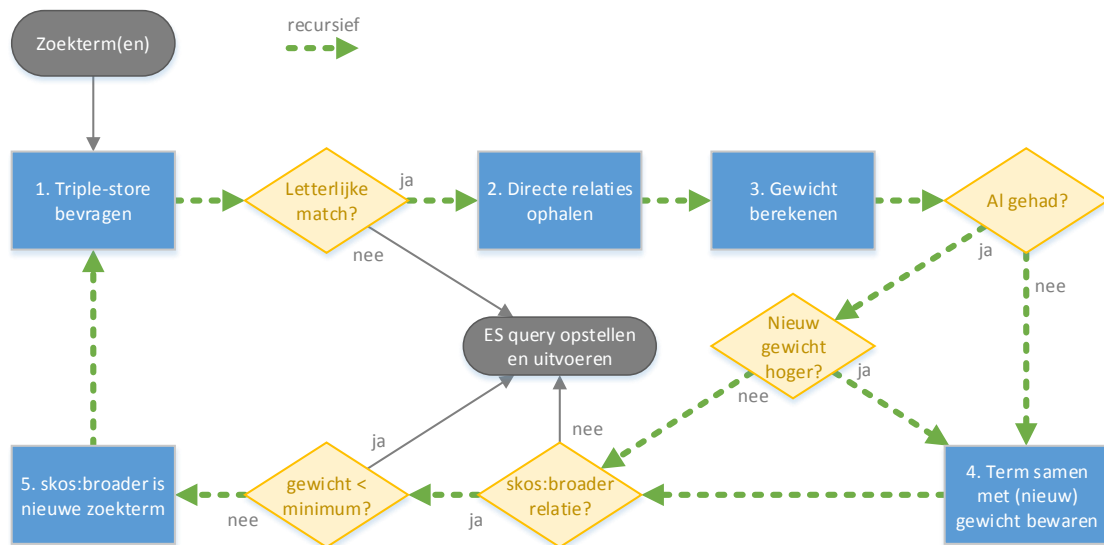 recursief
Zoekterm(en)
1. Triple-store
bevragen
Letterlijke
match?
ja
nee
2. Directe relaties
ophalen
3. Gewicht
berekenen
Al gehad?
ja
nee
ES query opstellen
en uitvoeren
Nieuw
gewicht
hoger?
ja
nee
5. skos:broader is
nieuwe zoekterm
gewicht <
minimum?
ja
nee
skos:broader
relatie?
nee
ja
4. Term samen
met (nieuw)
gewicht bewaren